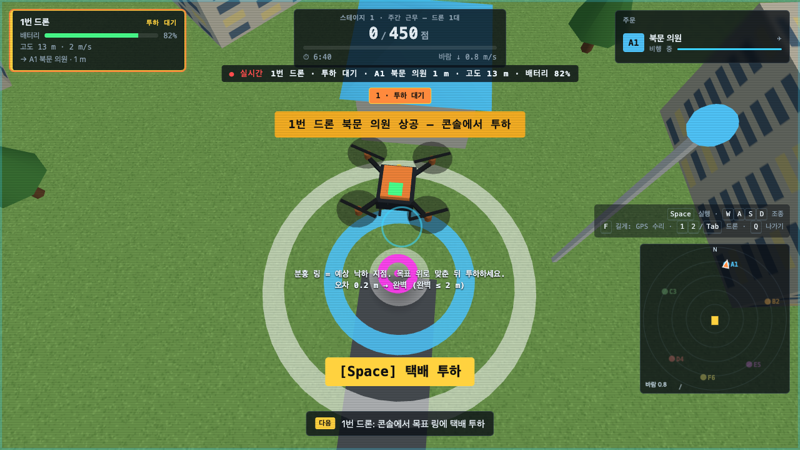 1번 드론 투하 대기
배터리 82%
고도 13 m · 2 m/s
→ A1 북문 의원 · 1 m
스테이지 1 · 주간 근무 — 드론 1대
0 / 450 점
⏱ 6:40 바람 ↓ 0.8 m/s
주문
A1 북문 의원 +
비행 중
● 실시간 1번 드론 · 투하 대기 · A1 북문 의원 1 m · 고도 13 m · 배터리 82%
1 · 투하 대기
1번 드론 북문 의원 상공 — 콘솔에서 투하
Space 실행 · W A S D 조종
F 길게: GPS 수리 · 1 2 / Tab 드론 · Q 나가기
분홍 링 = 예상 낙하 지점. 목표 위로 맞춘 뒤 투하하세요.
오차 0.2 m → 완벽 (완벽 ≤ 2 m)
N
A1
C3
B2
D4
E5
F6
바람 0.8
[Space] 택배 투하
다음 1번 드론: 콘솔에서 목표 링에 택배 투하